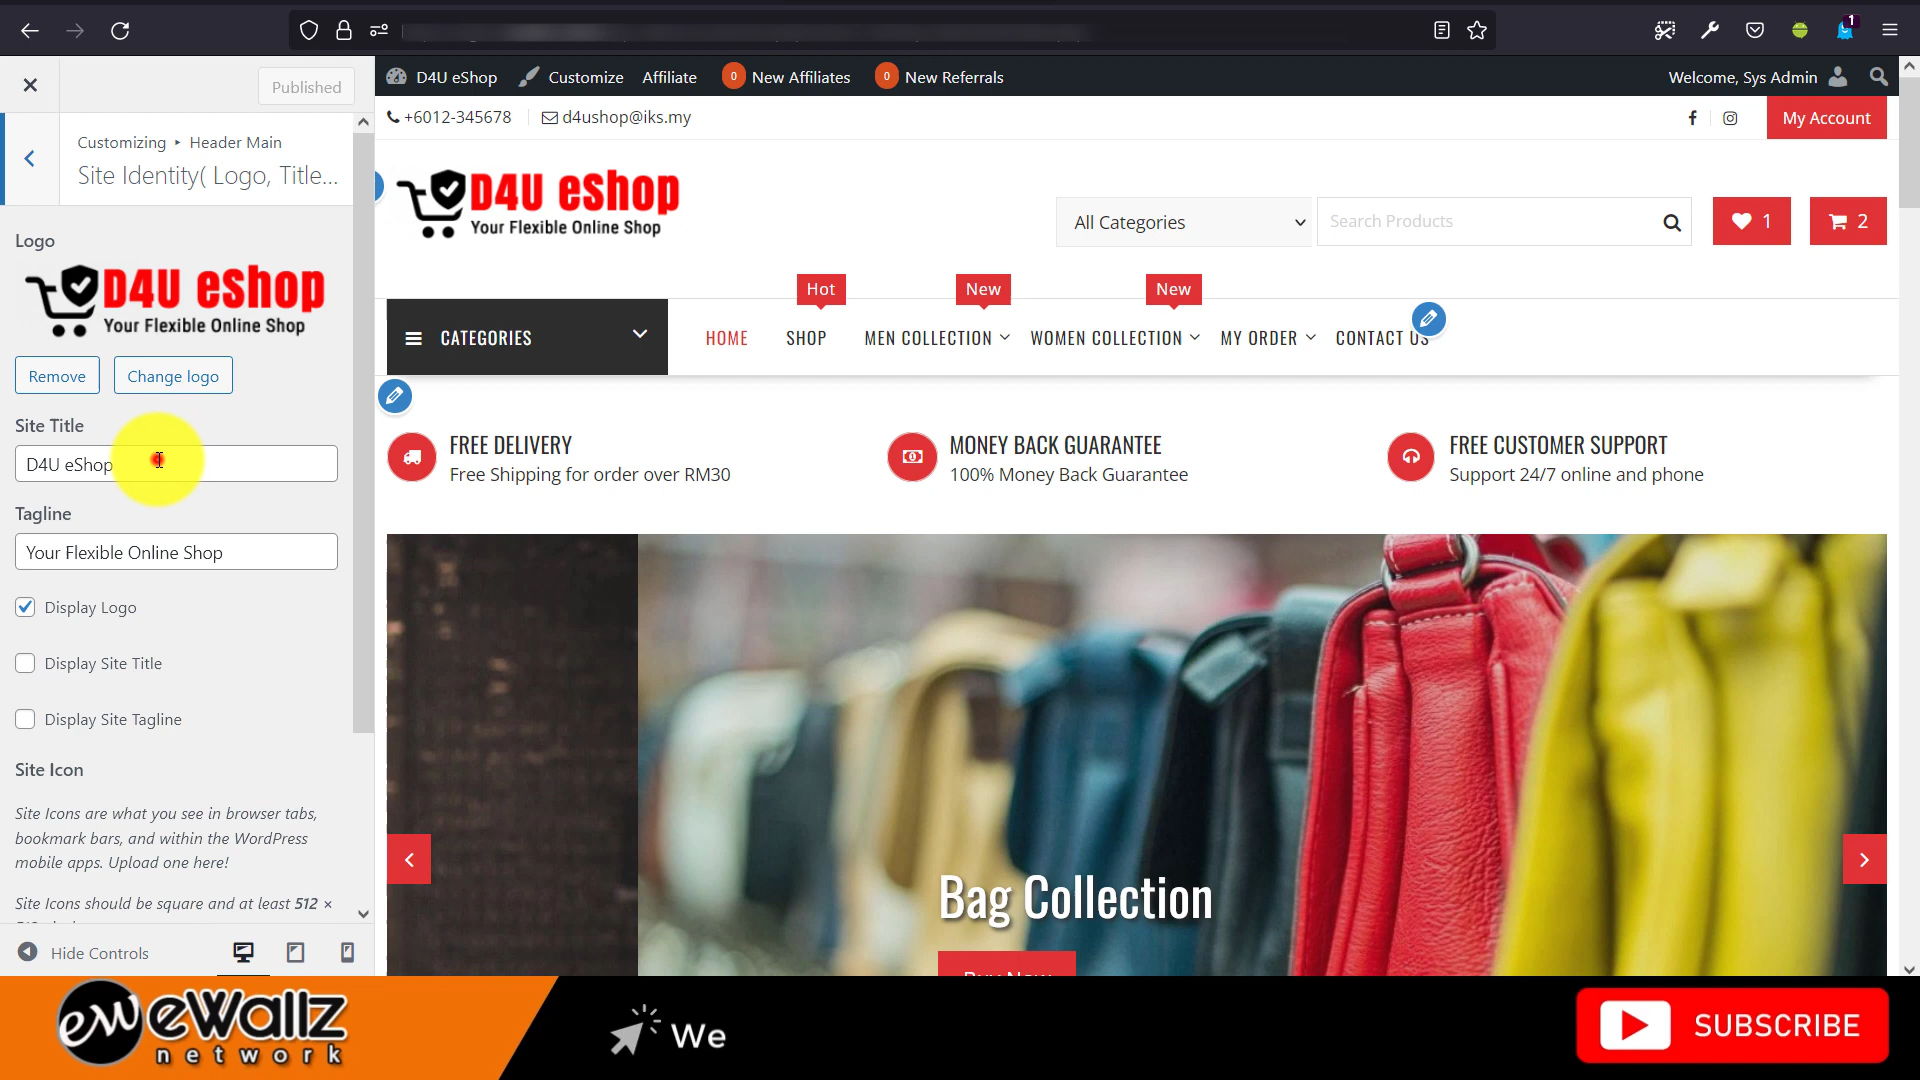 1
Published
D4U eShop Customize Affiliate 0 New Affiliates 0 New Referrals Welcome, Sys Admin
+6012-345678 d4ushop@iks.my My Account
Customizing ▸ Header Main
Site Identity( Logo, Title...
D4U eShop
Your Flexible Online Shop
All Categories Search Products 1 2
Logo
D4U eShop
Your Flexible Online Shop
Hot New New
CATEGORIES HOME SHOP MEN COLLECTION WOMEN COLLECTION MY ORDER CONTACT US
Remove Change logo
Site Title
D4U eShop
FREE DELIVERY
Free Shipping for order over RM30
MONEY BACK GUARANTEE
100% Money Back Guarantee
FREE CUSTOMER SUPPORT
Support 24/7 online and phone
Tagline
Your Flexible Online Shop
Display Logo
Display Site Title
Display Site Tagline
Site Icon
Site Icons are what you see in browser tabs,
bookmark bars, and within the WordPress
mobile apps. Upload one here!
Site Icons should be square and at least 512 ×
Bag Collection
Buy Now
Hide Controls
ew eWallz
network
We
SUBSCRIBE